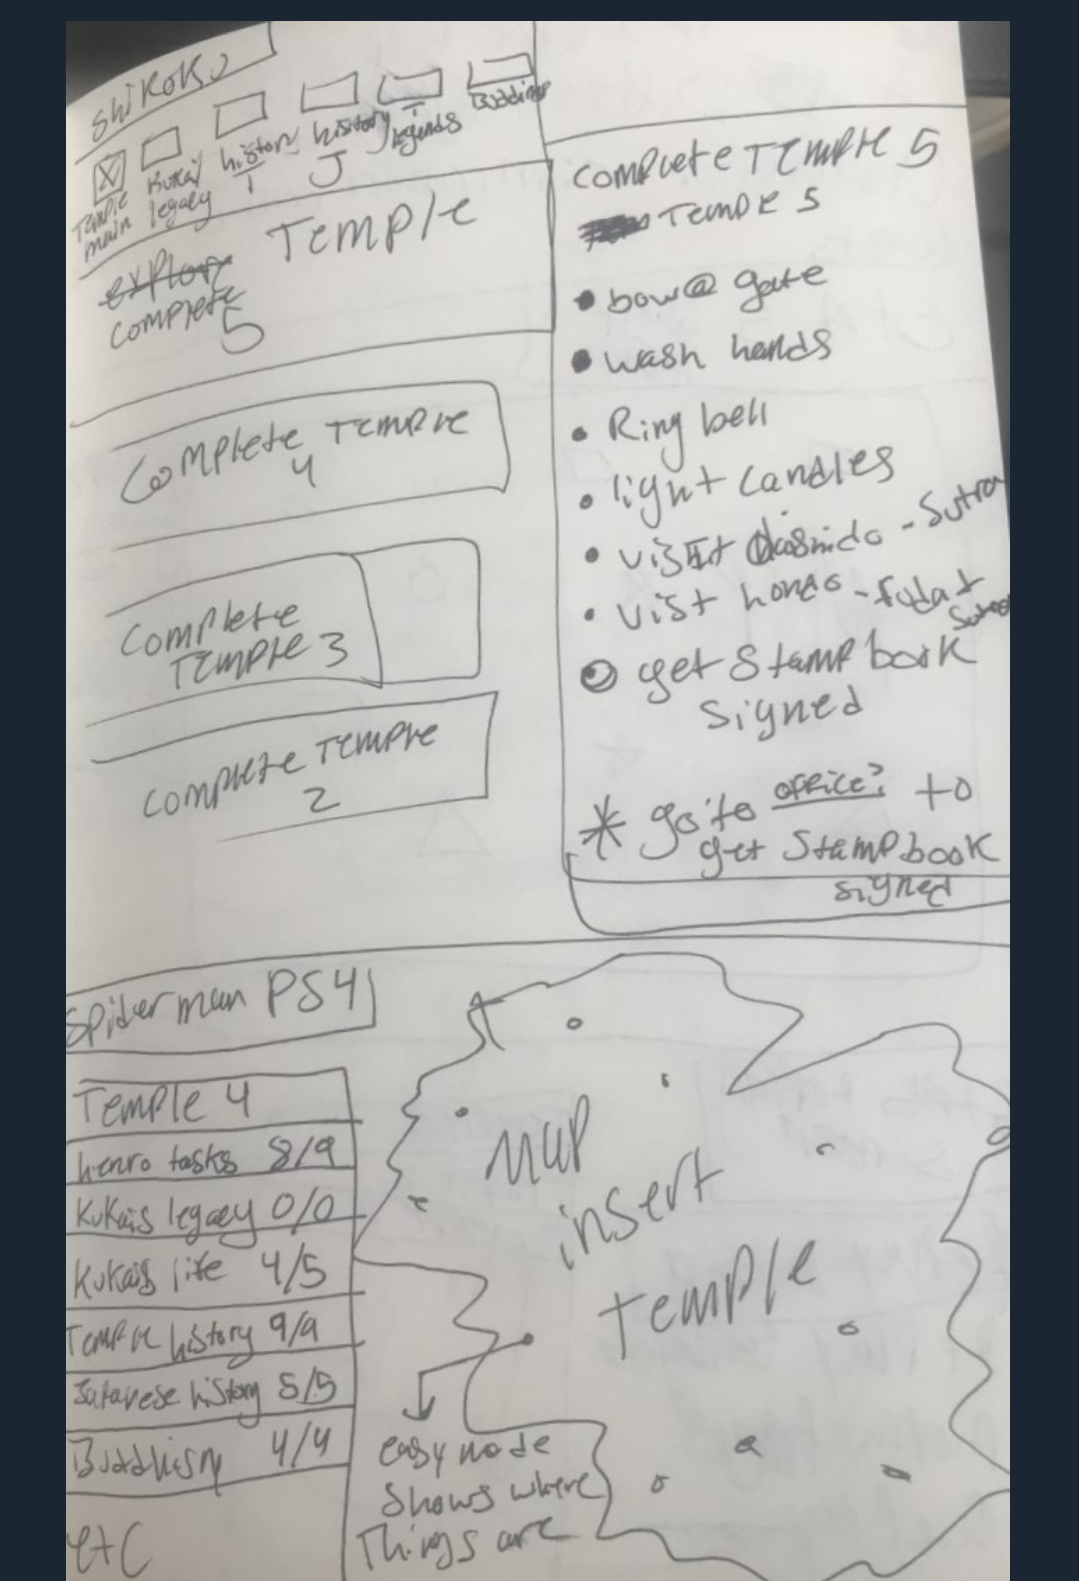 Shikoku
Temple
main
Kukai
legacy
history
T
history
J
legends
Temple
complete
5
Complete Temple
4
Complete
Temple 3
complete Temple
2
complete Temple 5
Temple 5
• bow@ gate
• wash hands
• Ring bell
• light candles
• visit - Sutra
• vist hondo - fuda +
get Stamp book
signed
* go to office? to
get Stamp book
signed
Spiderman PS4
Temple 4
henro tasks 8/9
Kukais legacy 0/0
Kukais life 4/5
Temple history 9/9
Japanese history 5/5
Buddhism 4/4
etc
map
insert
temple
easy mode
shows where
Things are